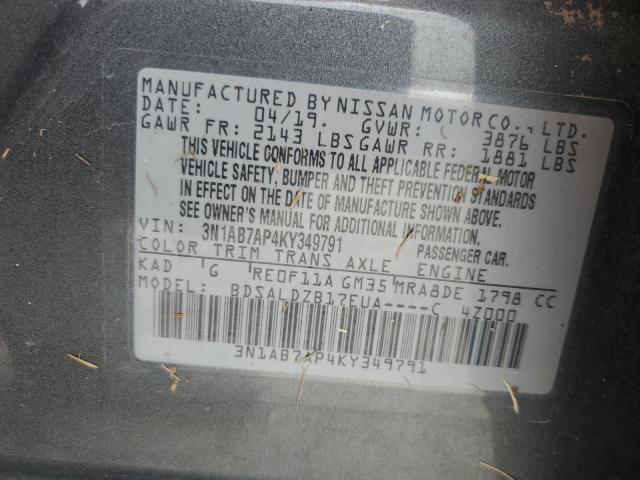 MANUFACTURED BY NISSAN MOTOR CO., LTD.
DATE: 04/19. GVWR: 3876 LBS
GAWR FR: 2143 LBS GAWR RR: 1881 LBS
THIS VEHICLE CONFORMS TO ALL APPLICABLE FEDERAL MOTOR
VEHICLE SAFETY, BUMPER AND THEFT PREVENTION STANDARDS
IN EFFECT ON THE DATE OF MANUFACTURE SHOWN ABOVE.
SEE OWNER'S MANUAL FOR ADDITIONAL INFORMATION.
VIN: 3N1AB7AP4KY349791 PASSENGER CAR.
COLOR TRIM TRANS AXLE ENGINE
KAD G RE0F11A GM35 MRA8DE 1798 CC
MODEL: BDSALDZB17EUA----C 4Z000
3N1AB7AP4KY349791